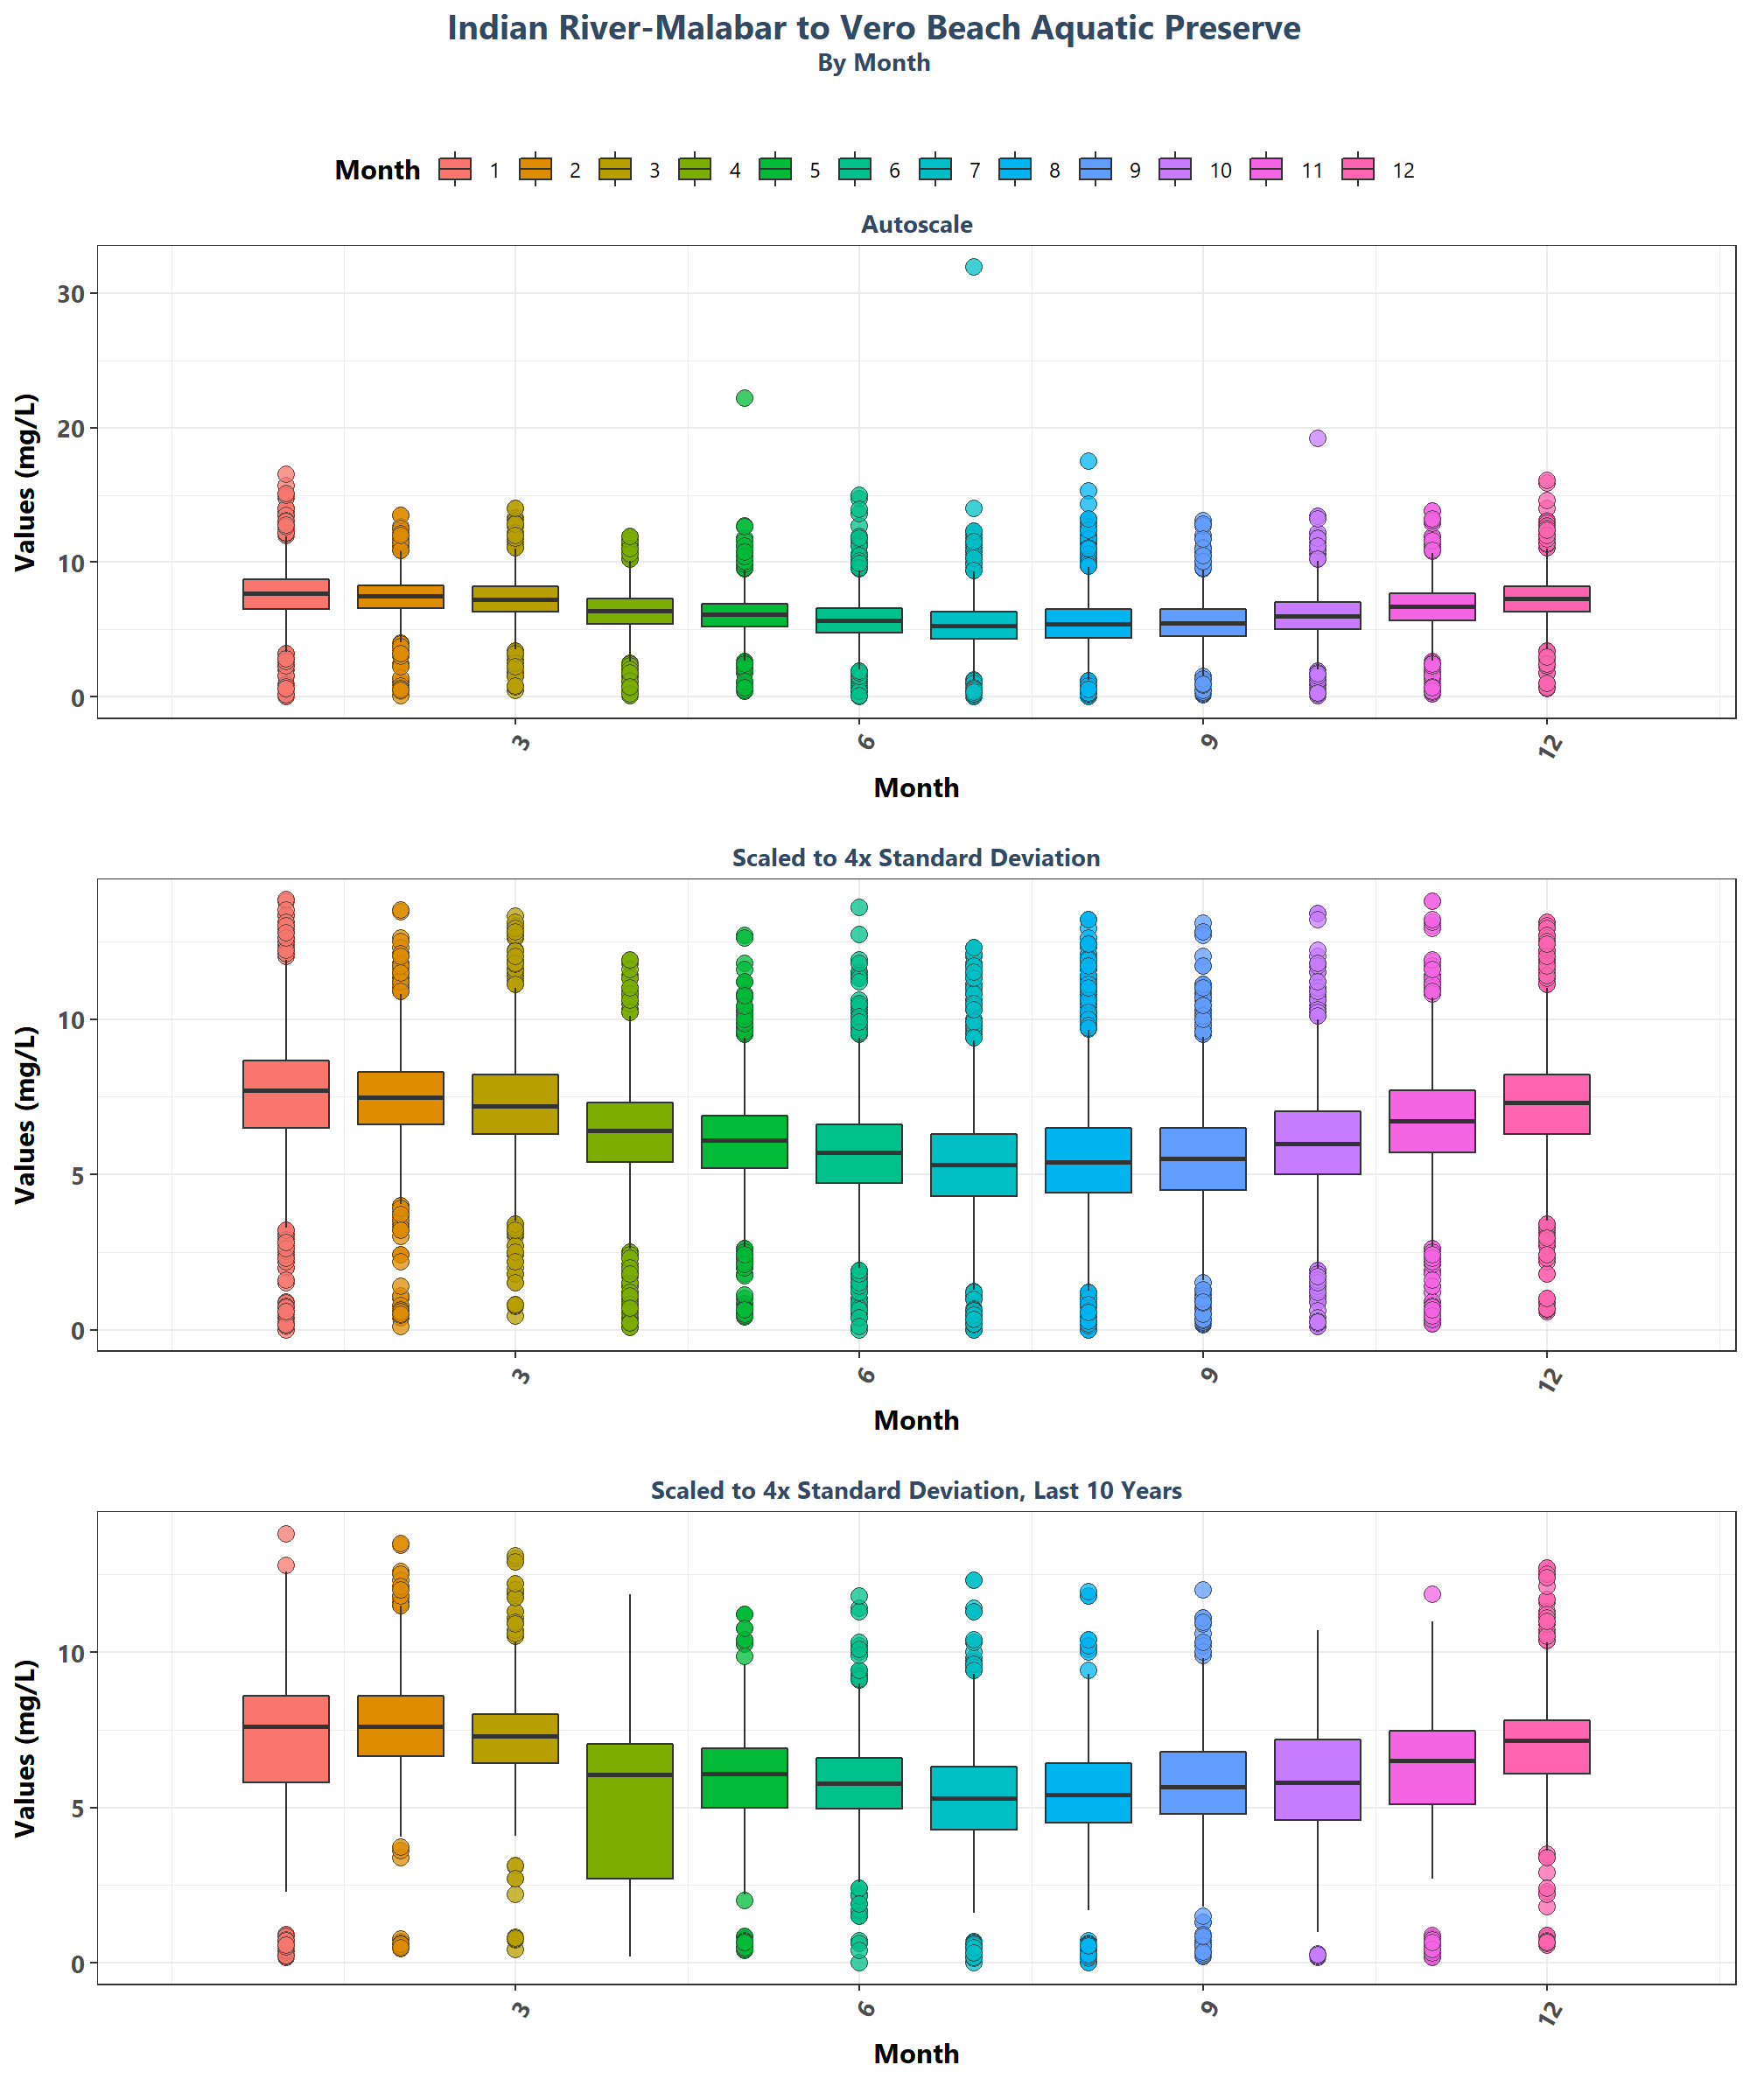 Indian River-Malabar to Vero Beach Aquatic Preserve
By Month
Month 1 2 3 4 5 6 7 8 9 10 11 12
Autoscale
Values (mg/L)
30
20
10
0
3 6 9 12
Month
Scaled to 4x Standard Deviation
Values (mg/L)
10
5
0
3 6 9 12
Month
Scaled to 4x Standard Deviation, Last 10 Years
Values (mg/L)
10
5
0
3 6 9 12
Month